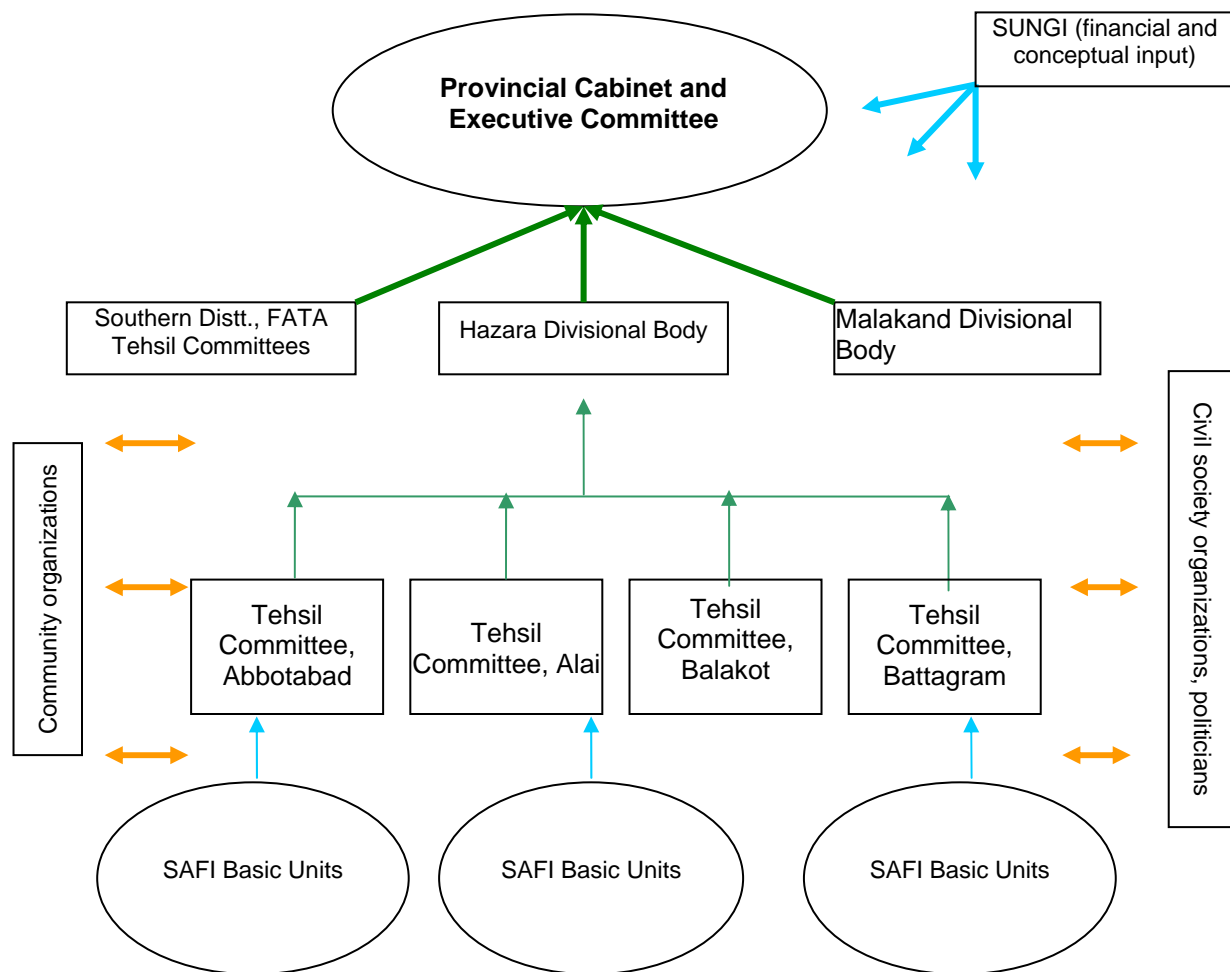 SUNGI (financial and
conceptual input)
Provincial Cabinet and
Executive Committee
Southern Distt., FATA
Tehsil Committees
Hazara Divisional Body
Malakand Divisional
Body
Community organizations
Civil society organizations, politicians
Tehsil
Committee,
Abbotabad
Tehsil
Committee, Alai
Tehsil
Committee,
Balakot
Tehsil
Committee,
Battagram
SAFI Basic Units
SAFI Basic Units
SAFI Basic Units